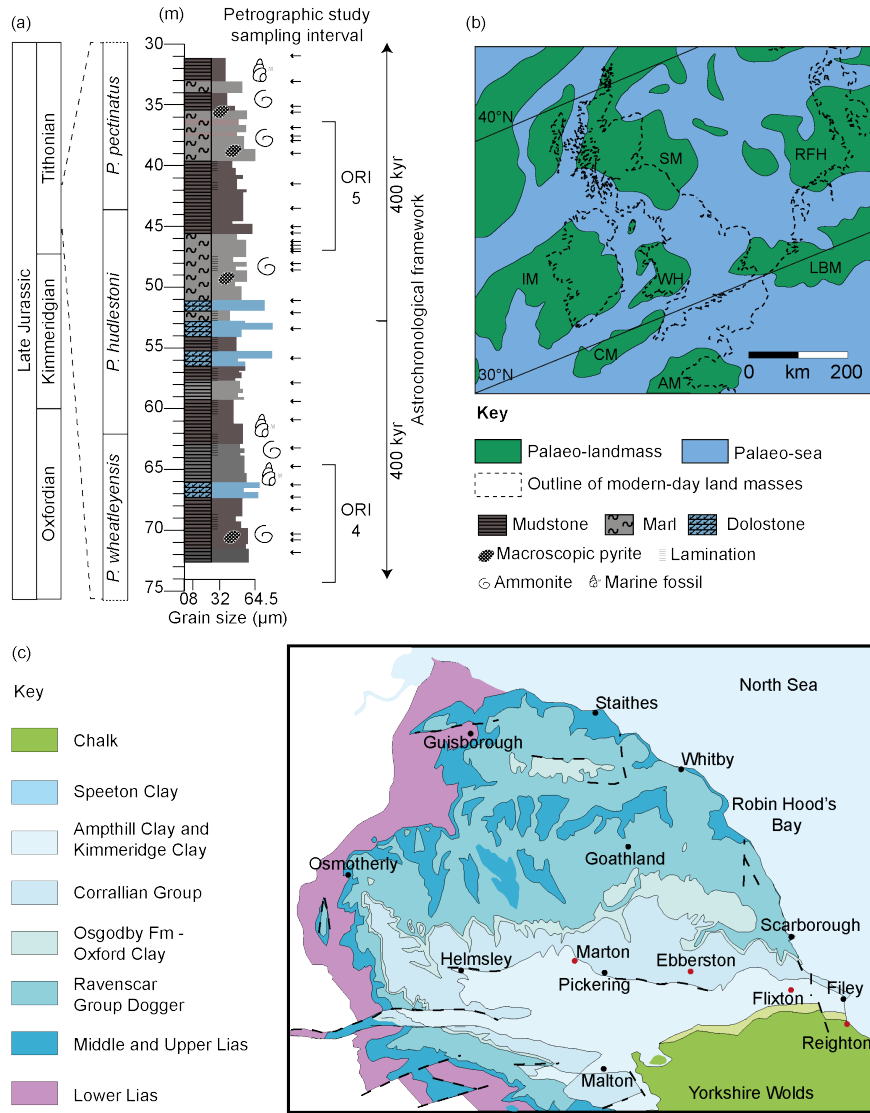 (a)
(m)
Petrographic study
sampling interval
Late Jurassic
Tithonian
Kimmeridgian
Oxfordian
P. pectinatus
P. hudlestoni
P. wheatleyensis
30
35
40
45
50
55
60
65
70
75
08 32 64.5
Grain size (µm)
ORI
5
ORI
4
400 kyr
400 kyr
Astrochronological framework
(b)
40°N
30°N
SM
RFH
IM
WH
LBM
CM
AM
0 km 200
Key
Palaeo-landmass
Palaeo-sea
Outline of modern-day land masses
Mudstone
Marl
Dolostone
Macroscopic pyrite
Lamination
Ammonite
Marine fossil
(c)
Key
Chalk
Speeton Clay
Ampthill Clay and
Kimmeridge Clay
Corrallian Group
Osgodby Fm -
Oxford Clay
Ravenscar
Group Dogger
Middle and Upper Lias
Lower Lias
North Sea
Staithes
Guisborough
Whitby
Robin Hood's
Bay
Goathland
Osmotherly
Scarborough
Helmsley
Marton
Ebberston
Pickering
Flixton
Filey
Reighton
Malton
Yorkshire Wolds